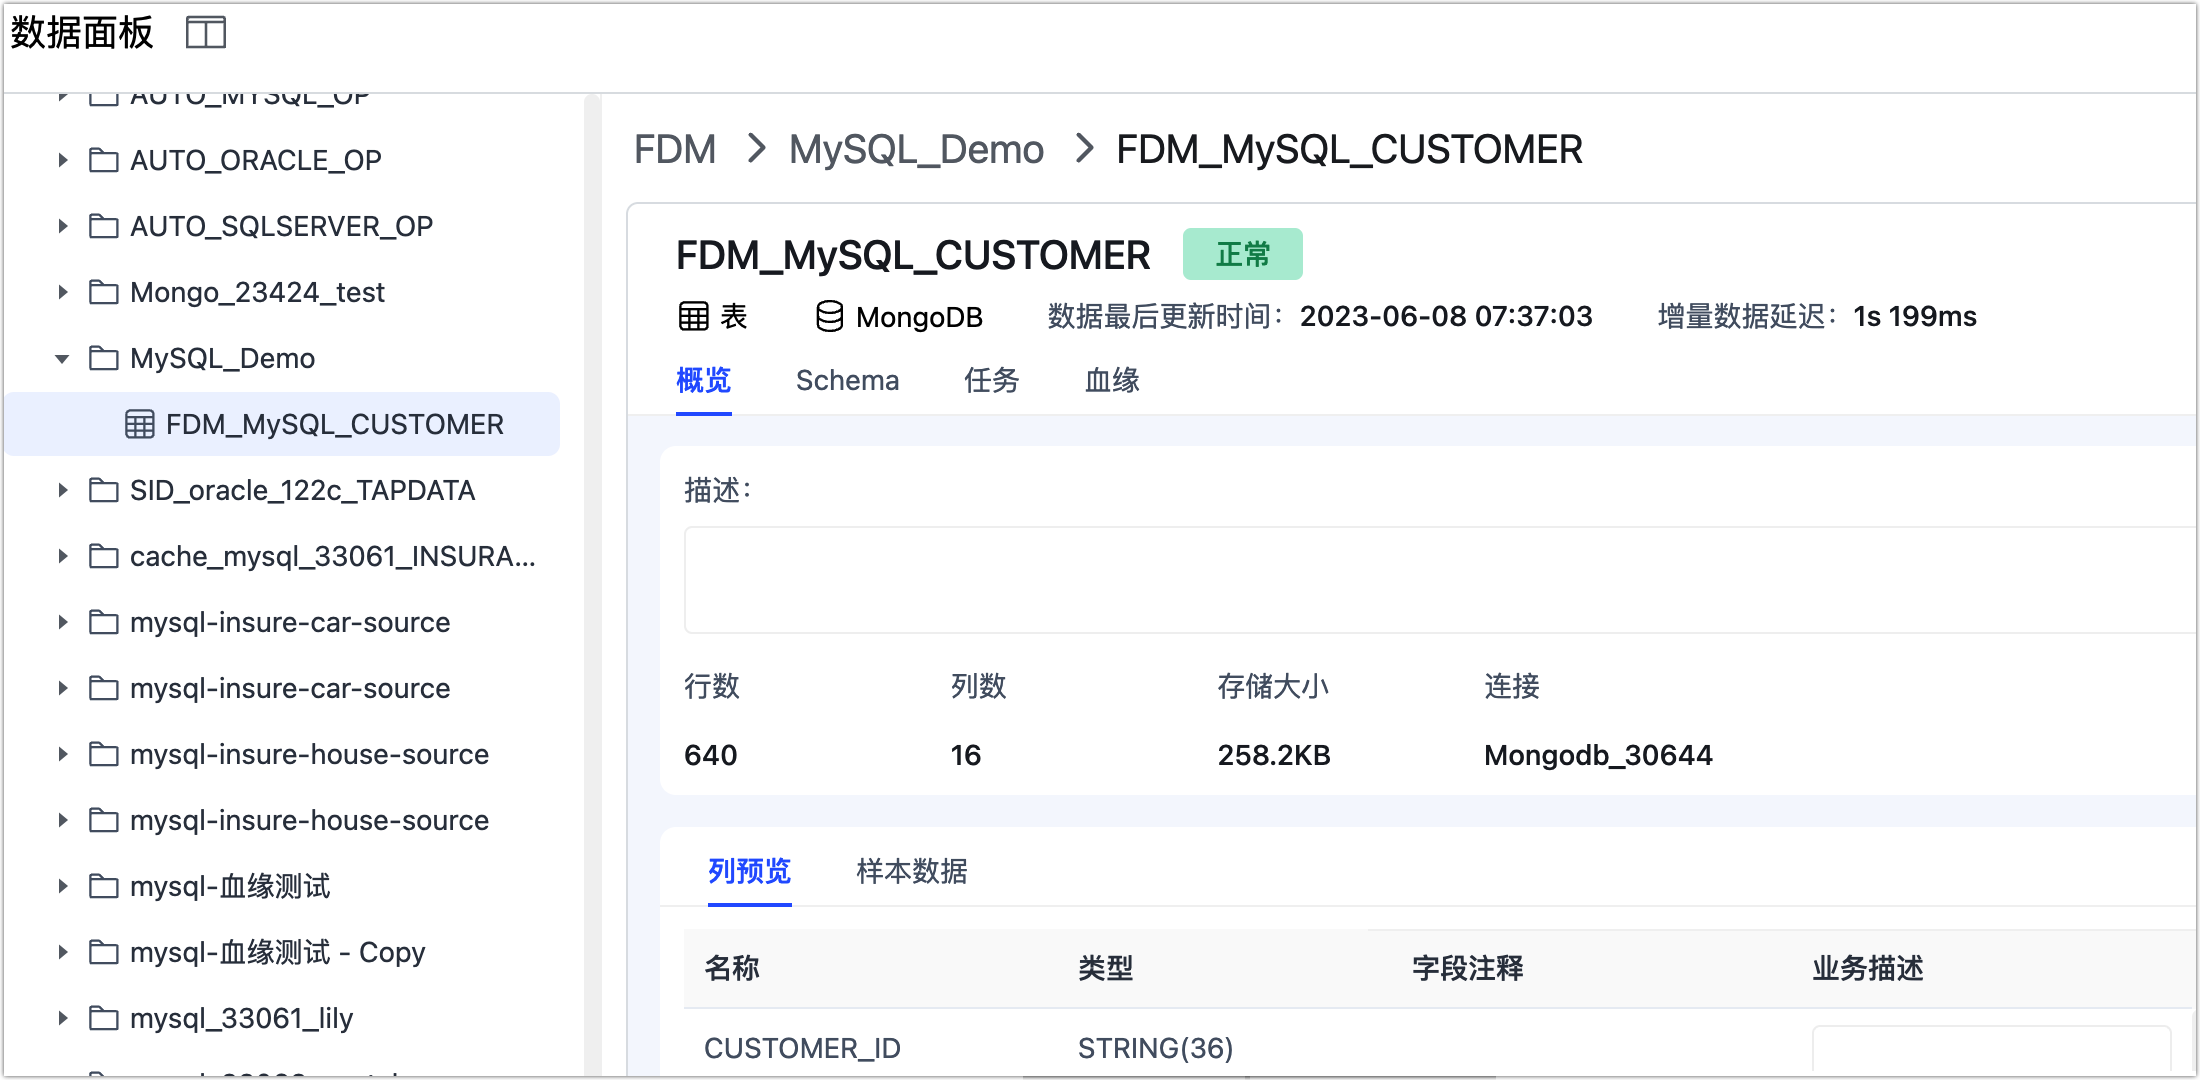 数据面板
AUTO_MYSQL_OP
AUTO_ORACLE_OP
AUTO_SQLSERVER_OP
Mongo_23424_test
MySQL_Demo
FDM_MySQL_CUSTOMER
SID_oracle_122c_TAPDATA
cache_mysql_33061_INSURA...
mysql-insure-car-source
mysql-insure-car-source
mysql-insure-house-source
mysql-insure-house-source
mysql-血缘测试
mysql-血缘测试 - Copy
mysql_33061_lily
FDM > MySQL_Demo > FDM_MySQL_CUSTOMER
FDM_MySQL_CUSTOMER 正常
表 MongoDB 数据最后更新时间: 2023-06-08 07:37:03 增量数据延迟: 1s 199ms
概览 Schema 任务 血缘
描述:
行数 列数 存储大小 连接
640 16 258.2KB Mongodb_30644
列预览 样本数据
名称 类型 字段注释 业务描述
CUSTOMER_ID STRING(36)